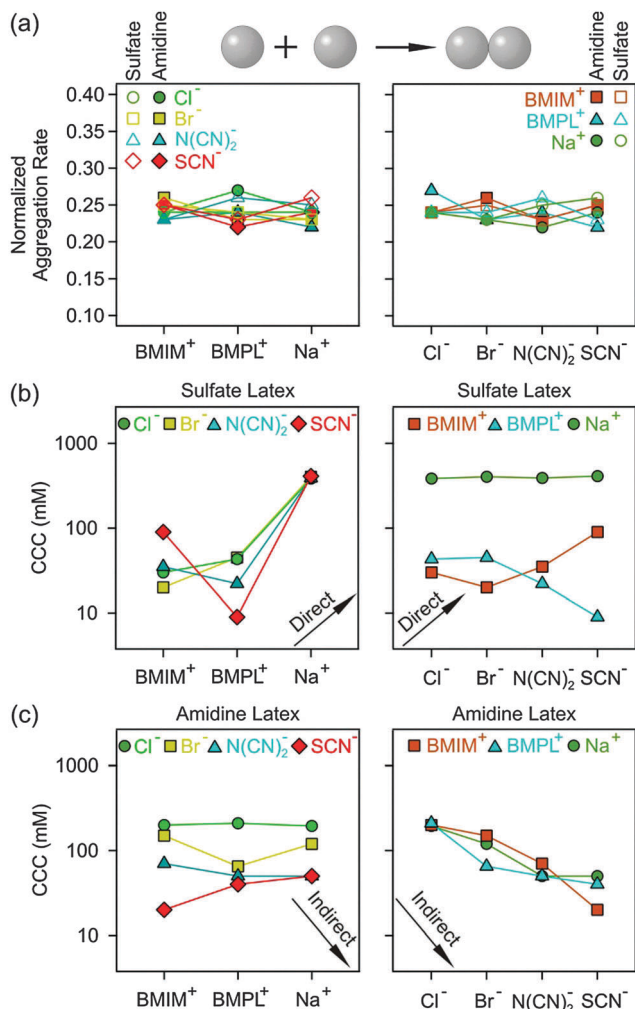 (a)
Sulfate
Amidine
+
Cl⁻
Br⁻
N(CN)₂⁻
SCN⁻
Amidine
Sulfate
BMIM⁺
BMPL⁺
Na⁺
Normalized
Aggregation Rate
0.40
0.35
0.30
0.25
0.20
0.15
0.10
BMIM⁺ BMPL⁺ Na⁺
Cl⁻ Br⁻ N(CN)₂⁻ SCN⁻
(b)
Sulfate Latex
Cl⁻ Br⁻ N(CN)₂⁻ SCN⁻
CCC (mM)
1000
100
10
Direct
BMIM⁺ BMPL⁺ Na⁺
Sulfate Latex
BMIM⁺ BMPL⁺ Na⁺
Direct
Cl⁻ Br⁻ N(CN)₂⁻ SCN⁻
(c)
Amidine Latex
Cl⁻ Br⁻ N(CN)₂⁻ SCN⁻
CCC (mM)
1000
100
10
Indirect
BMIM⁺ BMPL⁺ Na⁺
Amidine Latex
BMIM⁺ BMPL⁺ Na⁺
Indirect
Cl⁻ Br⁻ N(CN)₂⁻ SCN⁻